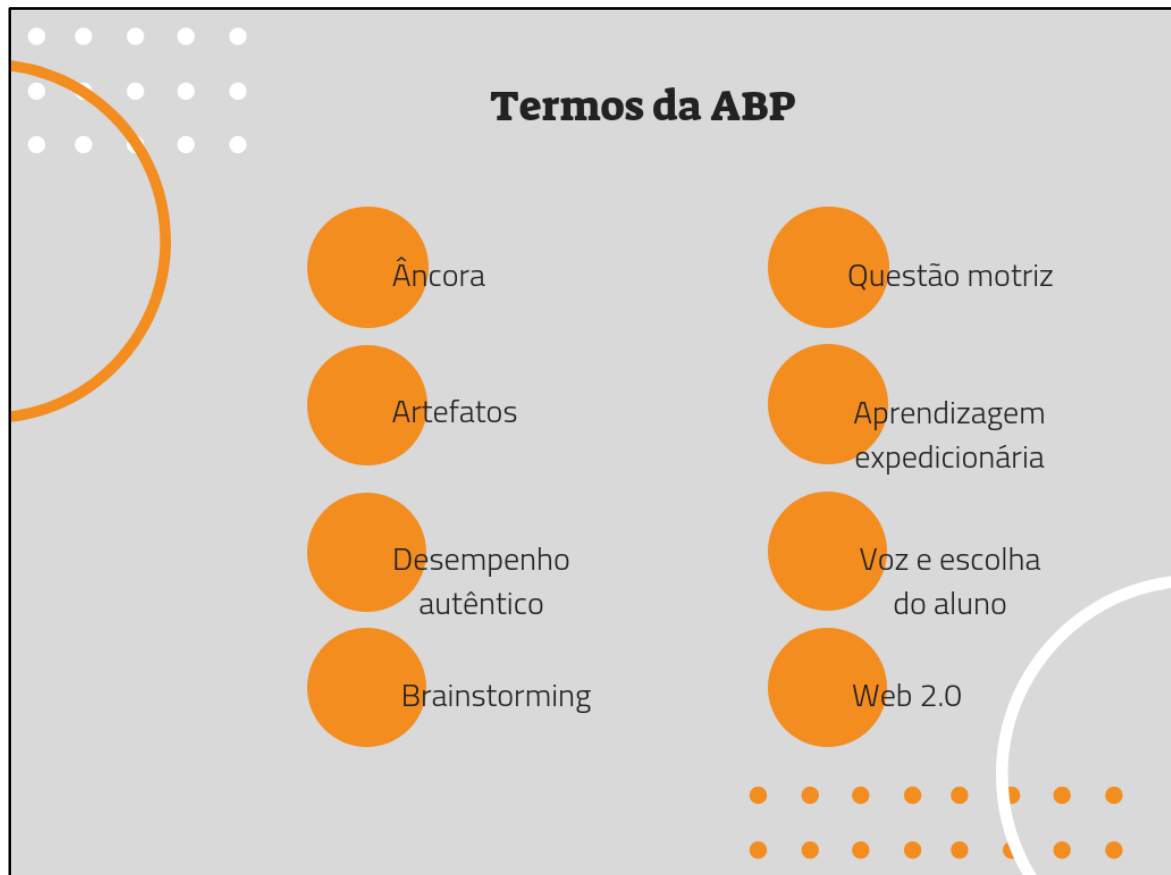 Termos da ABP
Âncora
Artefatos
Desempenho
autêntico
Brainstorming
Questão motriz
Aprendizagem
expedicionária
Voz e escolha
do aluno
Web 2.0